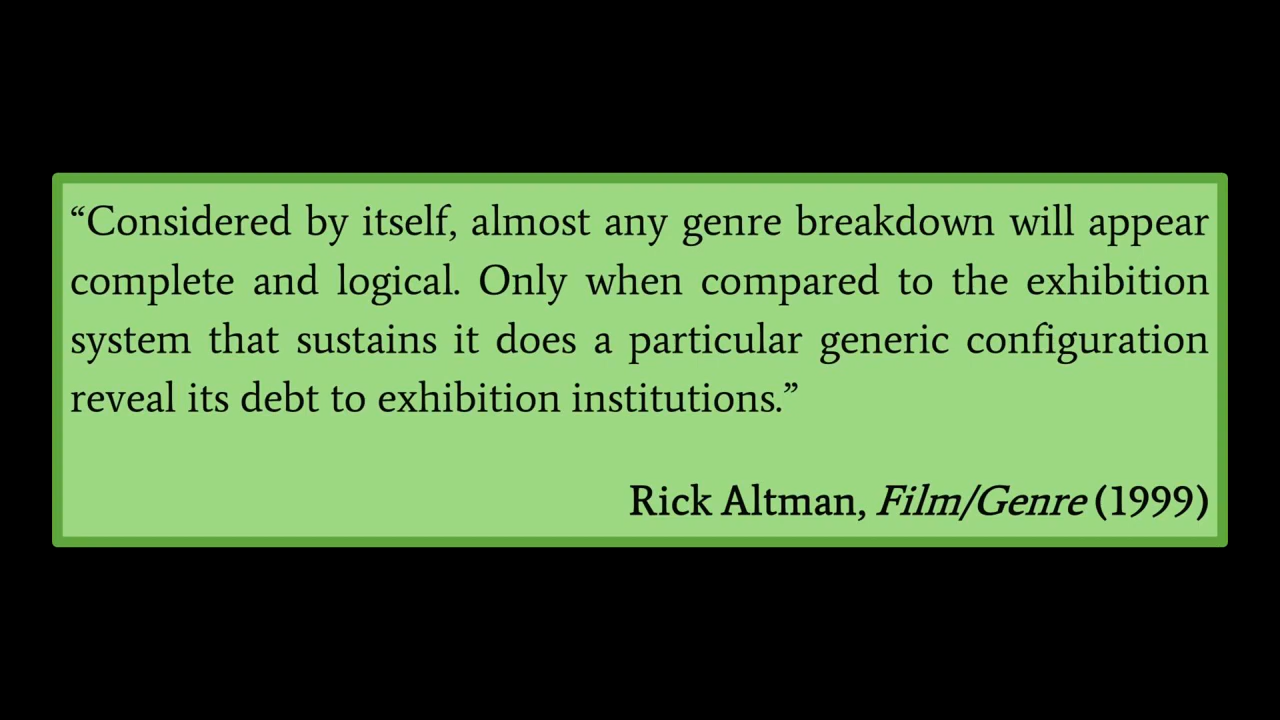 “Considered by itself, almost any genre breakdown will appear
complete and logical. Only when compared to the exhibition
system that sustains it does a particular generic configuration
reveal its debt to exhibition institutions.”
Rick Altman, Film/Genre (1999)